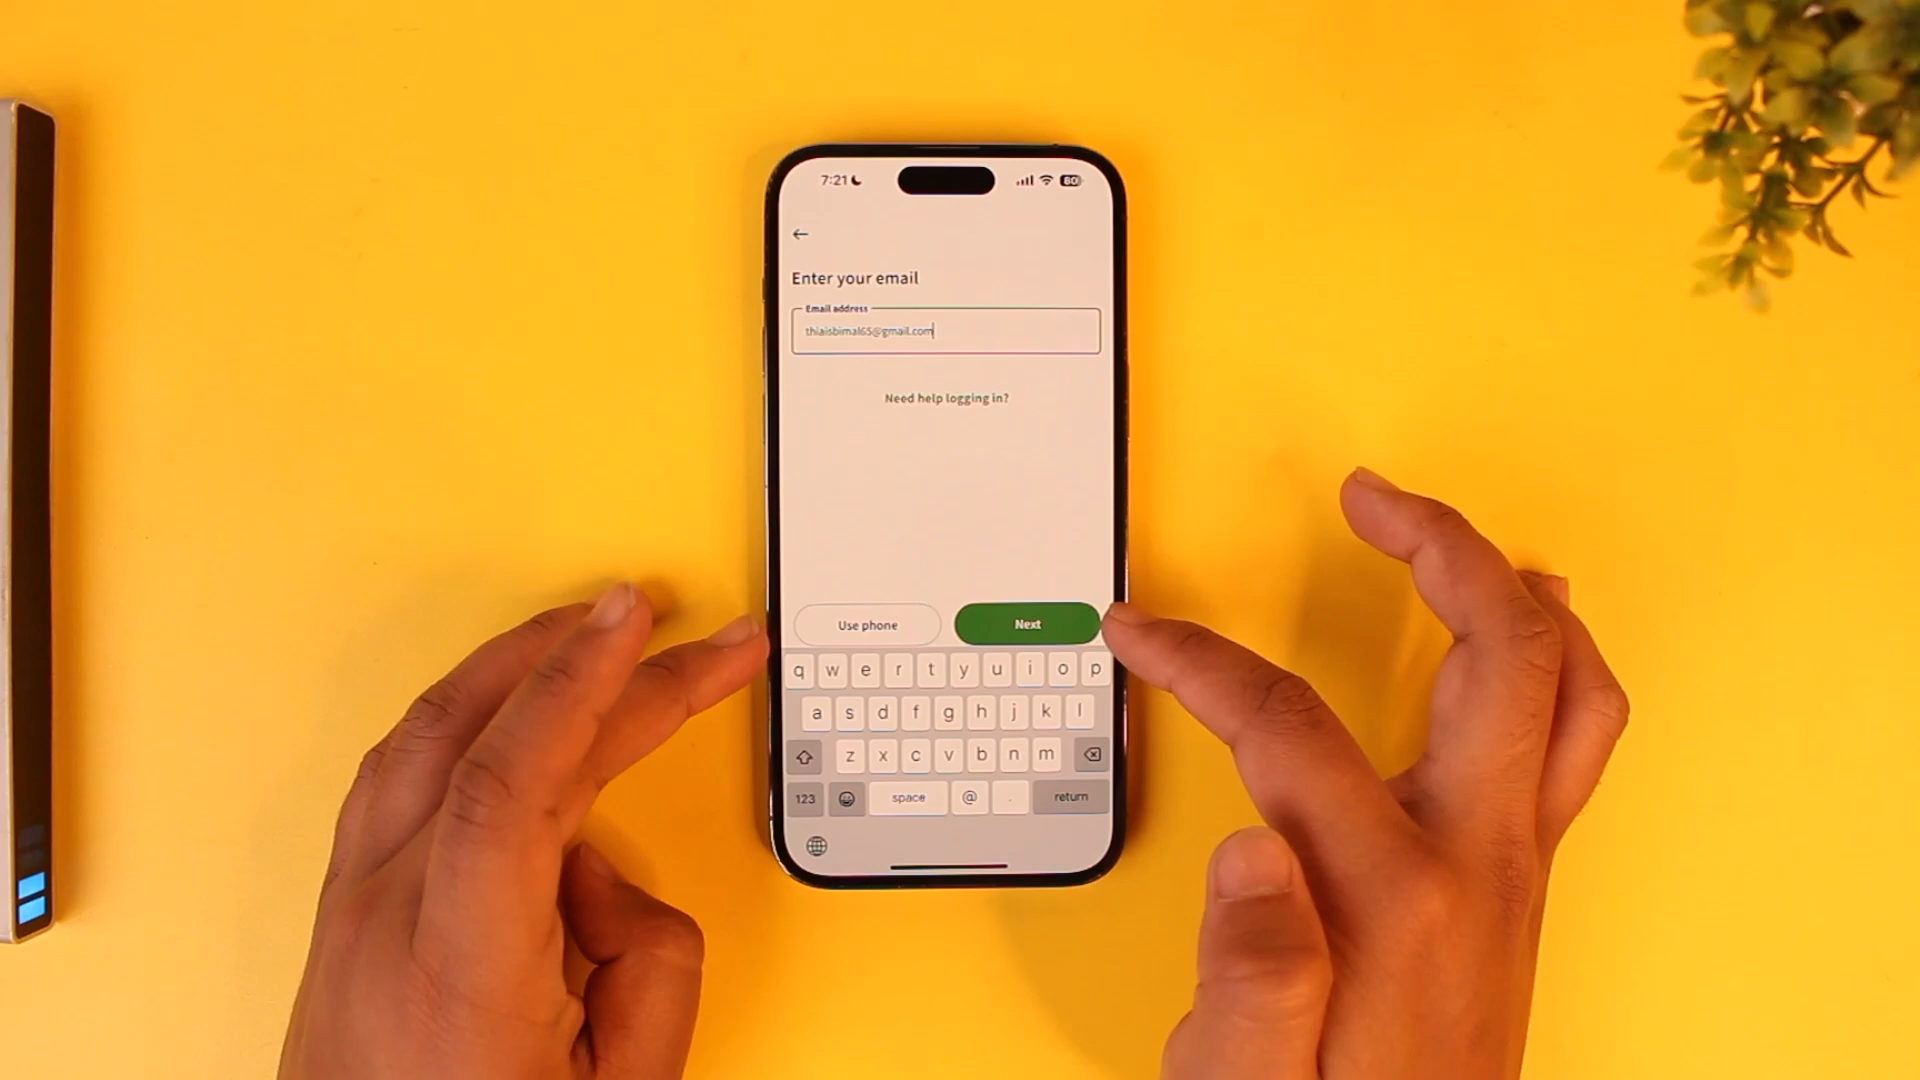 7:21 60
Enter your email
Email address
thiaisbimal65@gmail.com
Need help logging in?
Use phone Next
q w e r t y u i o p
a s d f g h j k l
z x c v b n m
123 space @ . return